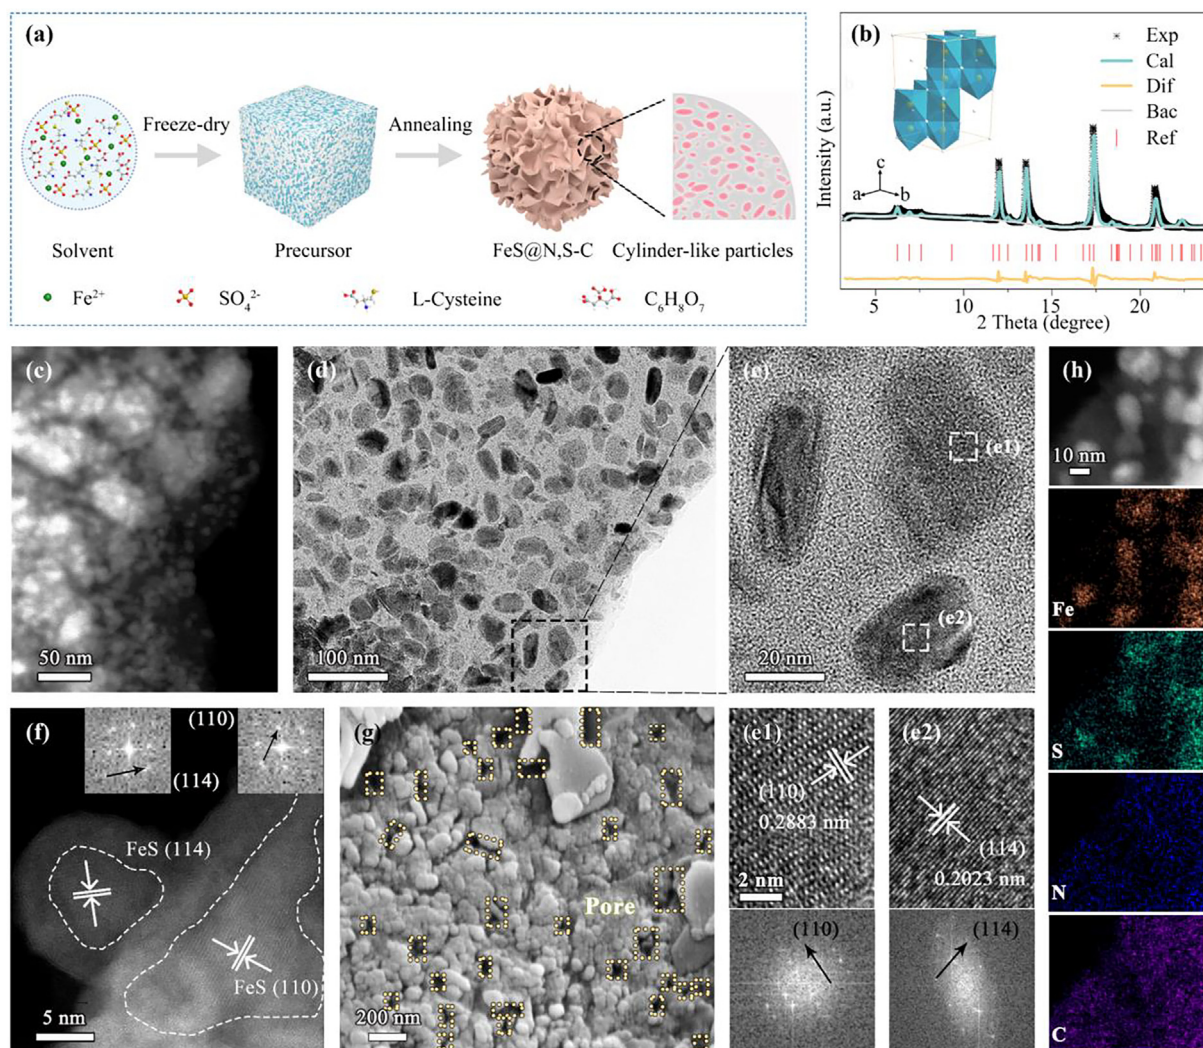 (a)
Freeze-dry
Annealing
Solvent
Precursor
FeS@N,S-C
Cylinder-like particles
Fe²⁺
SO₄²⁻
L-Cysteine
C₆H₈O₇
(b)
Exp
Cal
Dif
Bac
Ref
Intensity (a.u.)
c
a
b
5
10
15
20
2 Theta (degree)
(c)
50 nm
(d)
100 nm
(e)
(e1)
(e2)
20 nm
(h)
10 nm
Fe
S
N
C
(f)
(114)
(110)
FeS (114)
FeS (110)
5 nm
(g)
Pore
200 nm
(e1)
(110)
0.2883 nm
2 nm
(110)
(e2)
(114)
0.2023 nm
(114)